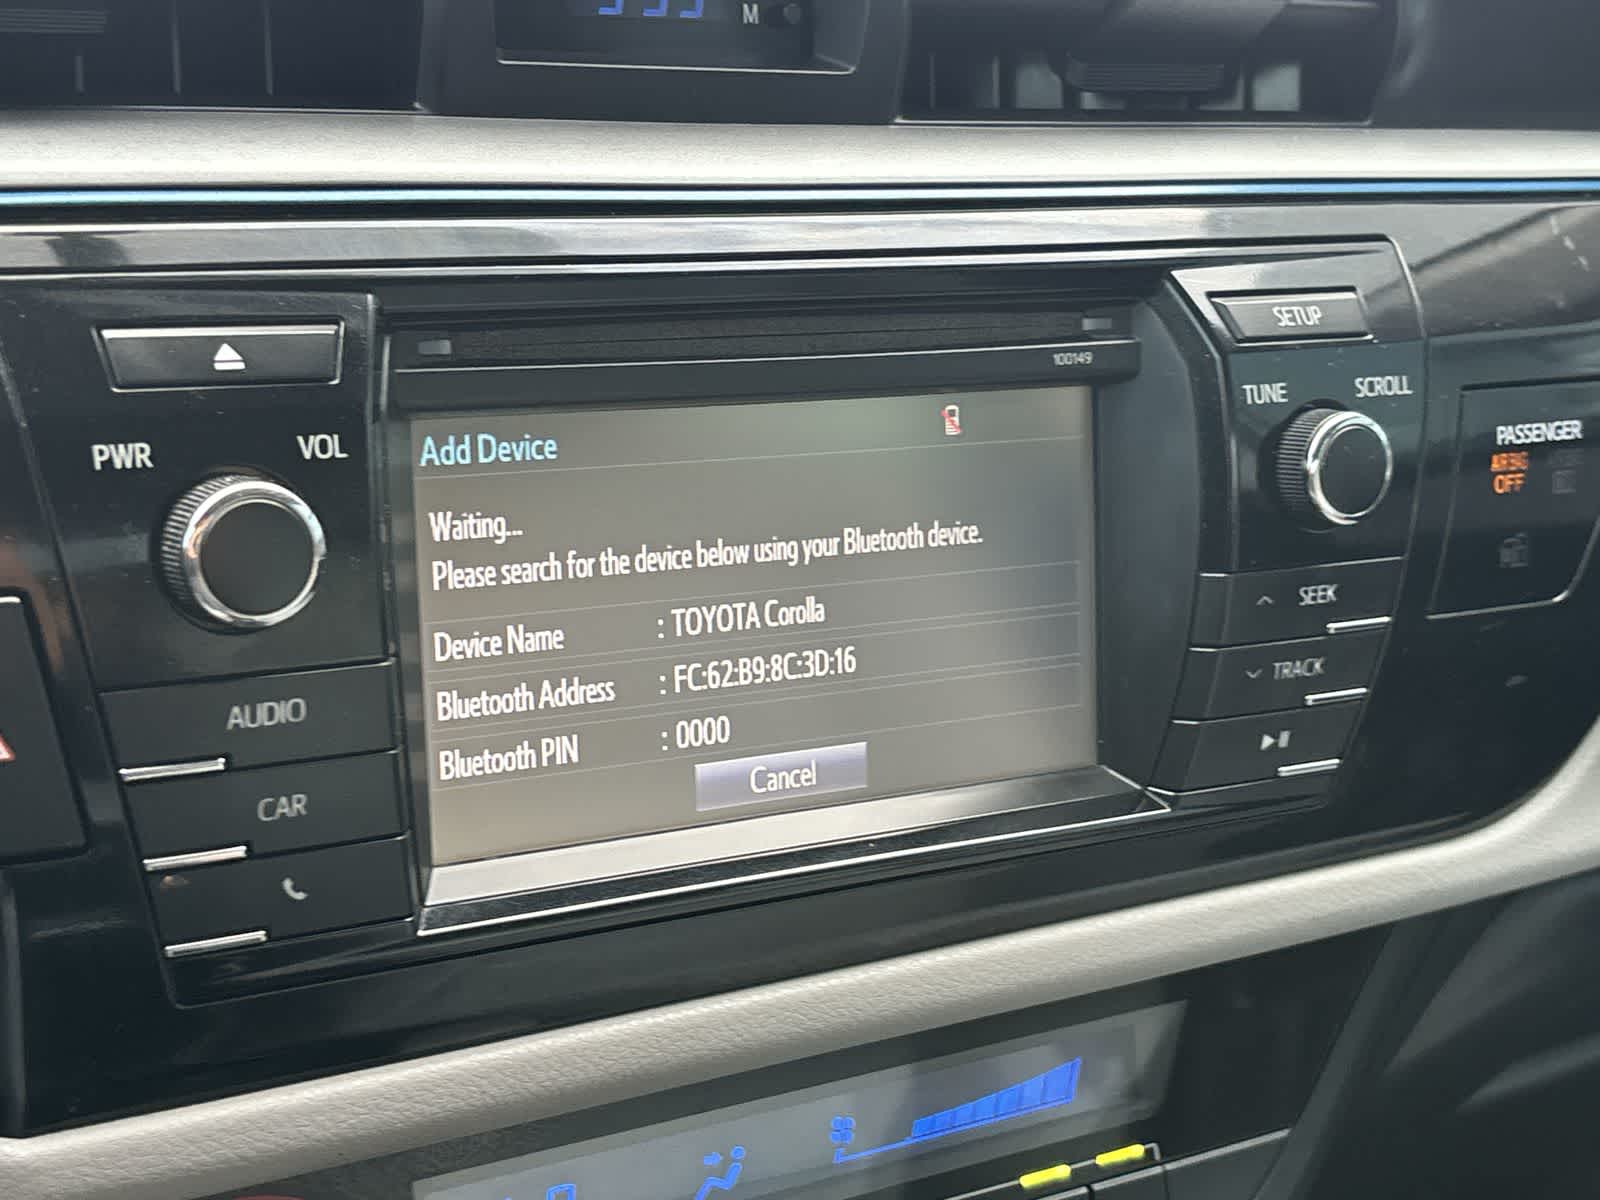 M
SETUP
100149
TUNE SCROLL
PWR VOL
PASSENGER
AIRBAG
OFF
Add Device
Waiting...
Please search for the device below using your Bluetooth device.
Device Name : TOYOTA Corolla
Bluetooth Address : FC:62:B9:8C:3D:16
Bluetooth PIN : 0000
Cancel
SEEK
TRACK
AUDIO
CAR